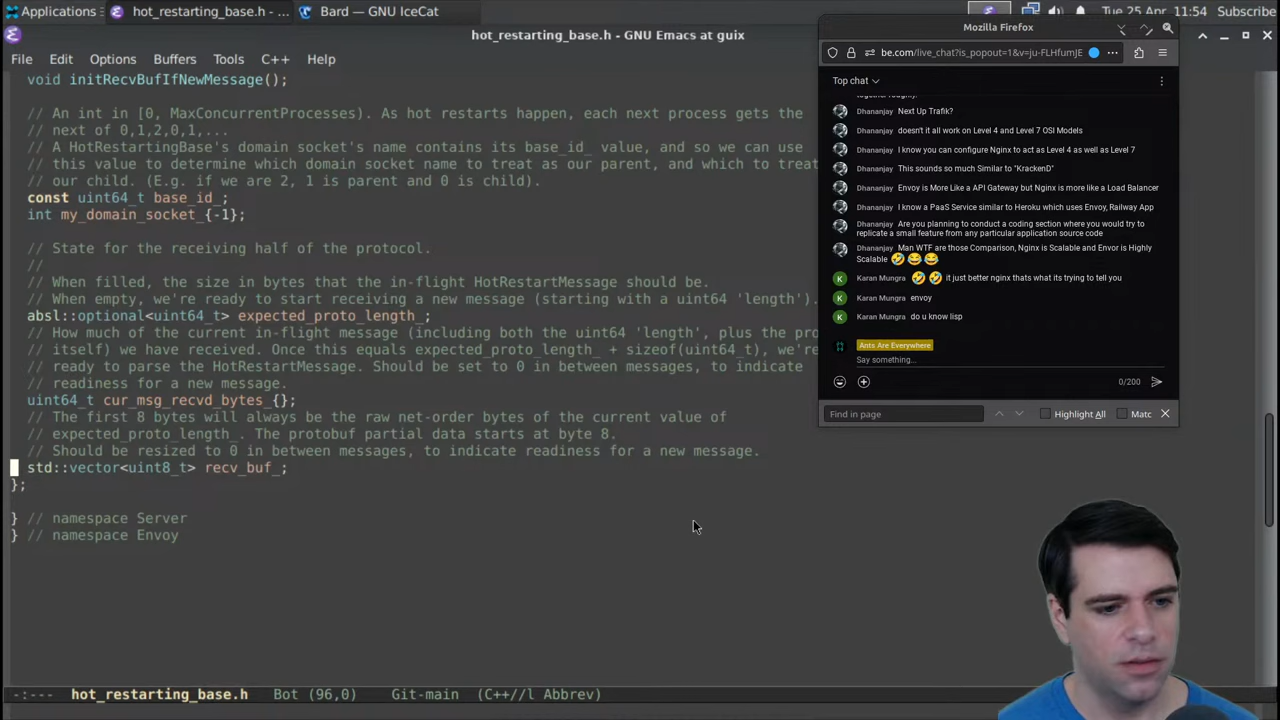 Applications
hot_restarting_base.h - ...
Bard — GNU IceCat
Tue 25 Apr, 11:54
Subscribe
hot_restarting_base.h - GNU Emacs at guix
File Edit Options Buffers Tools C++ Help
void initRecvBufIfNewMessage();
// An int in [0, MaxConcurrentProcesses). As hot restarts happen, each next process gets the
// next of 0,1,2,0,1,...
// A HotRestartingBase's domain socket's name contains its base_id_ value, and so we can use
// this value to determine which domain socket name to treat as our parent, and which to treat
// our child. (E.g. if we are 2, 1 is parent and 0 is child).
const uint64_t base_id_;
int my_domain_socket_{-1};
// State for the receiving half of the protocol.
//
// When filled, the size in bytes that the in-flight HotRestartMessage should be.
// When empty, we're ready to start receiving a new message (starting with a uint64 'length').
absl::optional<uint64_t> expected_proto_length_;
// How much of the current in-flight message (including both the uint64 'length', plus the pro
// itself) we have received. Once this equals expected_proto_length_ + sizeof(uint64_t), we're
// ready to parse the HotRestartMessage. Should be set to 0 in between messages, to indicate
// readiness for a new message.
uint64_t cur_msg_recvd_bytes_{};
// The first 8 bytes will always be the raw net-order bytes of the current value of
// expected_proto_length_. The protobuf partial data starts at byte 8.
// Should be resized to 0 in between messages, to indicate readiness for a new message.
std::vector<uint8_t> recv_buf_;
};
} // namespace Server
} // namespace Envoy
-:--- hot_restarting_base.h Bot (96,0) Git-main (C++//l Abbrev)
Mozilla Firefox
be.com/live_chat?is_popout=1&v=ju-FLHfumJE
Top chat
Dhananjay Next Up Trafik?
Dhananjay doesn't it all work on Level 4 and Level 7 OSI Models
Dhananjay I know you can configure Nginx to act as Level 4 as well as Level 7
Dhananjay This sounds so much Similar to "KrackenD"
Dhananjay Envoy is More Like a API Gateway but Nginx is more like a Load Balancer
Dhananjay I know a PaaS Service similar to Heroku which uses Envoy, Railway App
Dhananjay Are you planning to conduct a coding section where you would try to
replicate a small feature from any particular application source code
Dhananjay Man WTF are those Comparison, Nginx is Scalable and Envor is Highly
Scalable 🤣😂😂
K Karan Mungra 🤣 🤣 it just better nginx thats what its trying to tell you
K Karan Mungra envoy
K Karan Mungra do u know lisp
Ants Are Everywhere
Say something...
0/200
Find in page
Highlight All
Matc